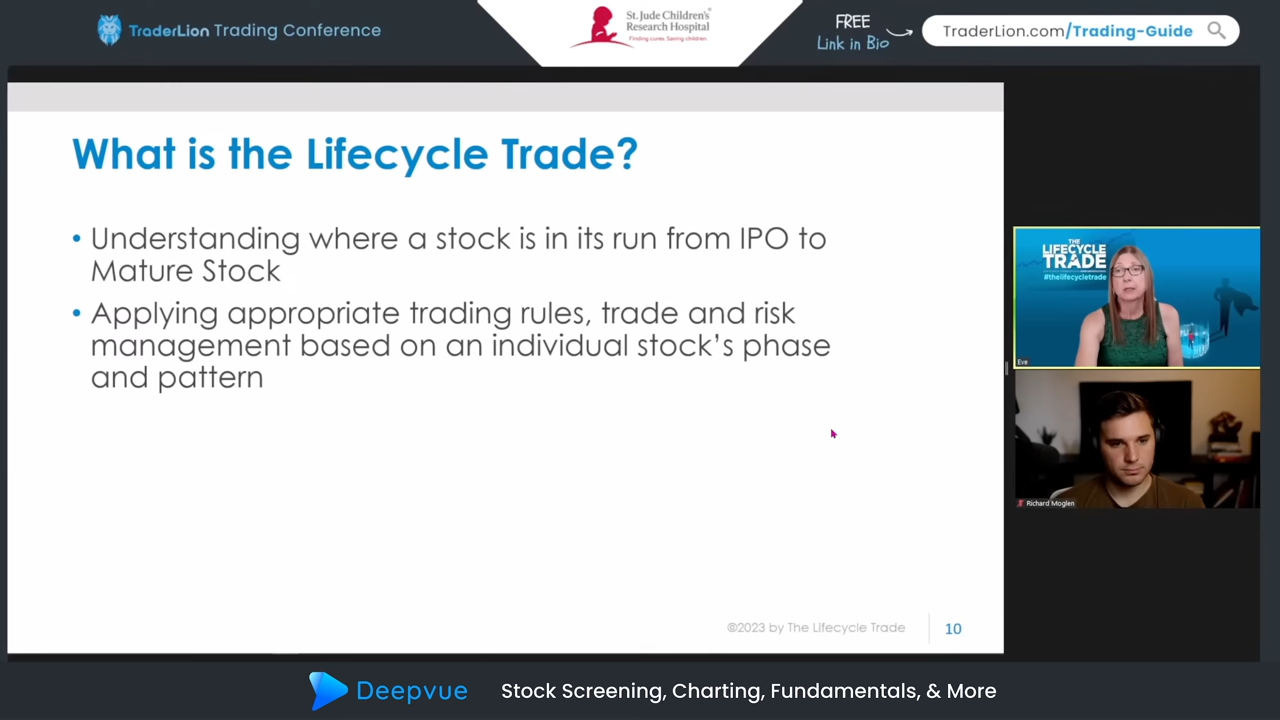 TraderLion Trading Conference
St. Jude Children's
Research Hospital
Finding cures. Saving children.
FREE
Link in Bio
TraderLion.com/Trading-Guide
What is the Lifecycle Trade?
• Understanding where a stock is in its run from IPO to
Mature Stock
• Applying appropriate trading rules, trade and risk
management based on an individual stock's phase
and pattern
©2023 by The Lifecycle Trade
10
THE
LIFECYCLE
TRADE
#thelifecycletrade
Eve
Richard Moglen
Deepvue
Stock Screening, Charting, Fundamentals, & More